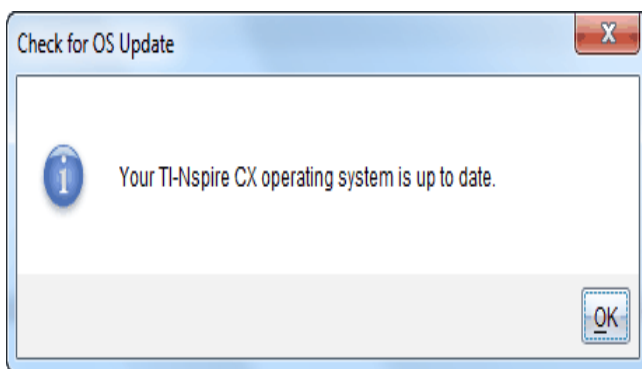 Check for OS Update
Your TI-Nspire CX operating system is up to date.
OK